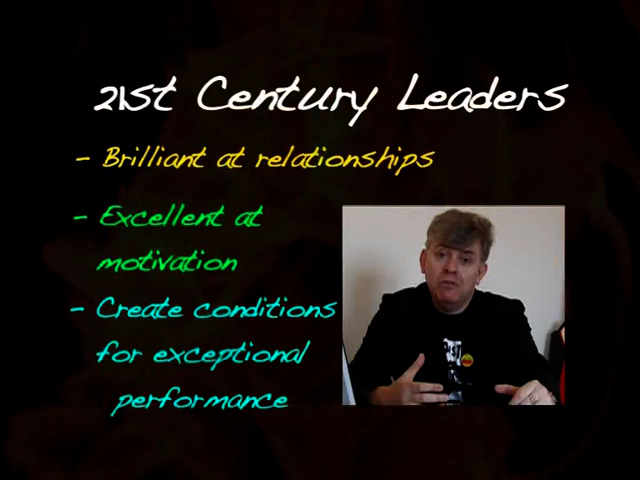 21st Century Leaders
- Brilliant at relationships
- Excellent at
motivation
- Create conditions
for exceptional
performance